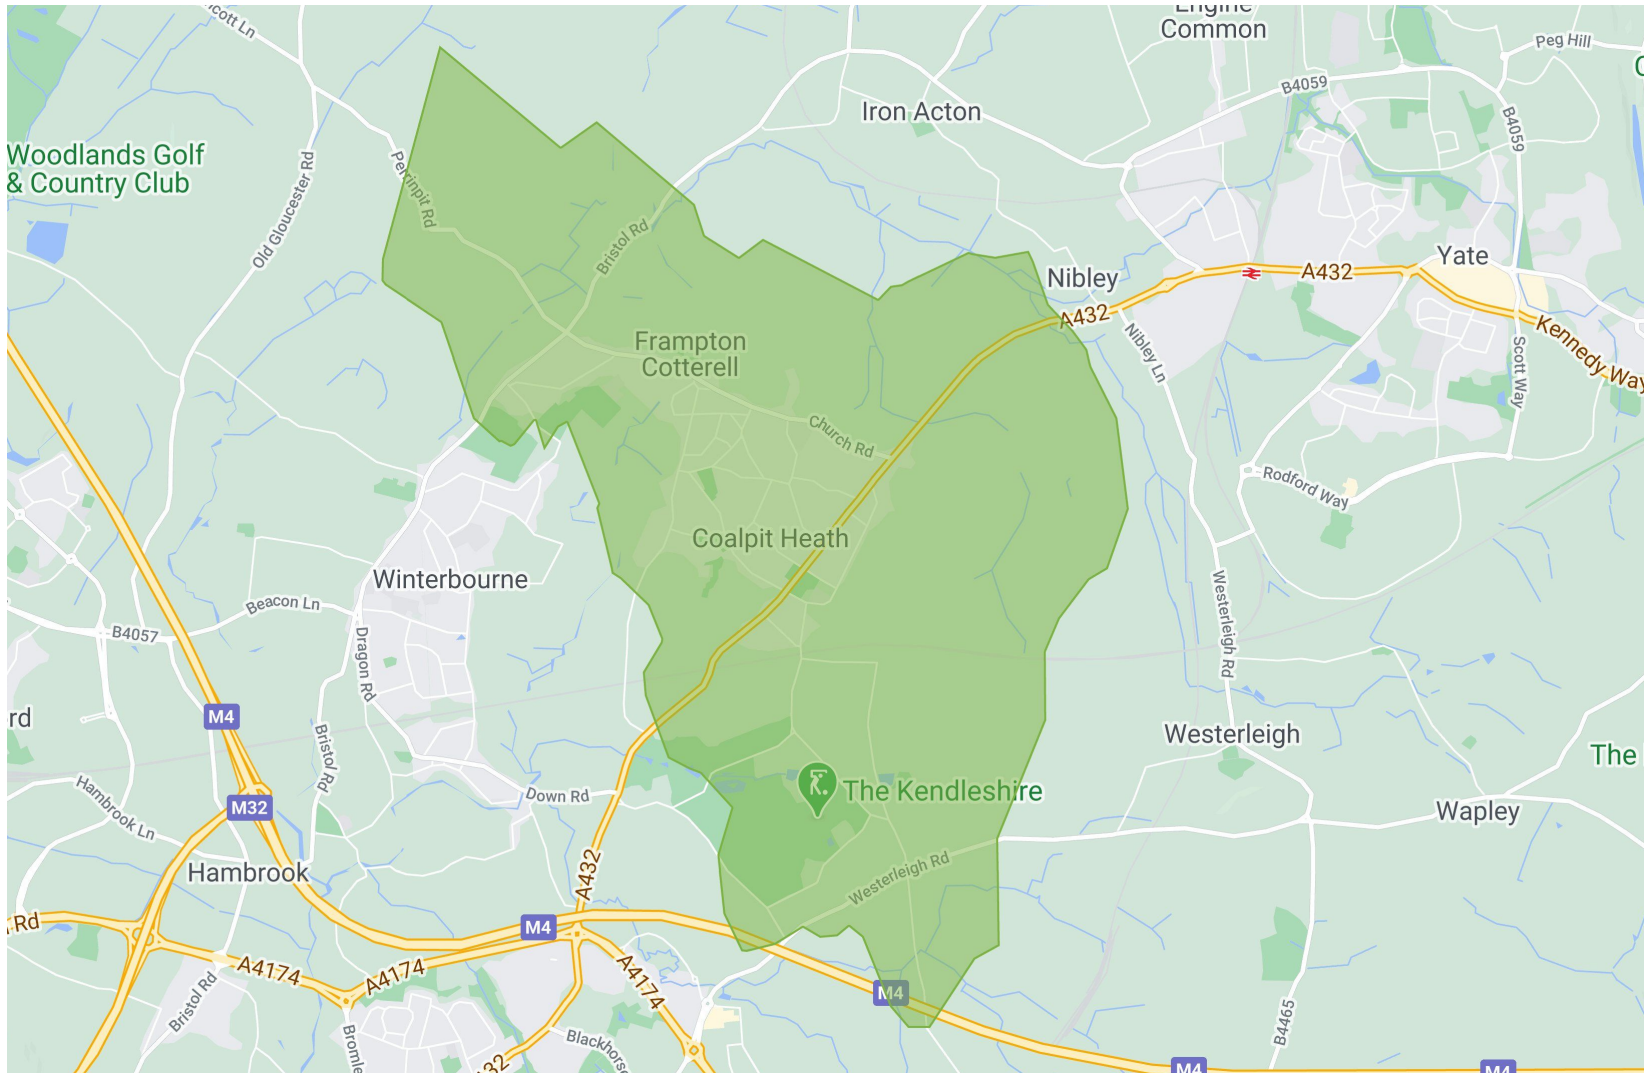 Engine
Common
Peg Hill
B4059
B4059
Iron Acton
Woodlands Golf
& Country Club
Perrinpit Rd
Old Gloucester Rd
Bristol Rd
Nibley
A432
Yate
A432
Kennedy Way
Nibley Ln
Scott Way
Frampton
Cotterell
Church Rd
Rodford Way
Coalpit Heath
Winterbourne
Beacon Ln
B4057
Dragon Rd
Westerleigh Rd
M4
Westerleigh
The
Bristol Rd
Hambrook Ln
M32
Down Rd
The Kendleshire
Wapley
Hambrook
A432
Westerleigh Rd
Rd
M4
A4174
A4174
A4174
M4
Bristol Rd
B4465
M4
M4